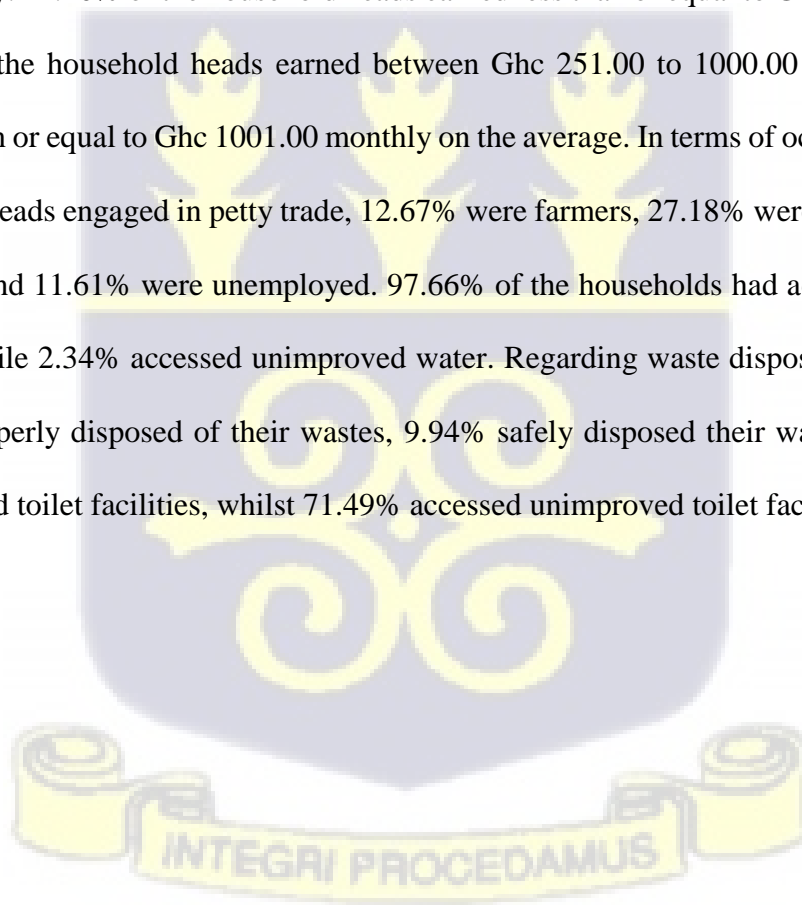 the household heads earned between Ghc 251.00 to 1000.00
or equal to Ghc 1001.00 monthly on the average. In terms of oc
eads engaged in petty trade, 12.67% were farmers, 27.18% were
nd 11.61% were unemployed. 97.66% of the households had a
ile 2.34% accessed unimproved water. Regarding waste dispos
perly disposed of their wastes, 9.94% safely disposed their wa
d toilet facilities, whilst 71.49% accessed unimproved toilet fac
INTEGRI PROCEDAMUS